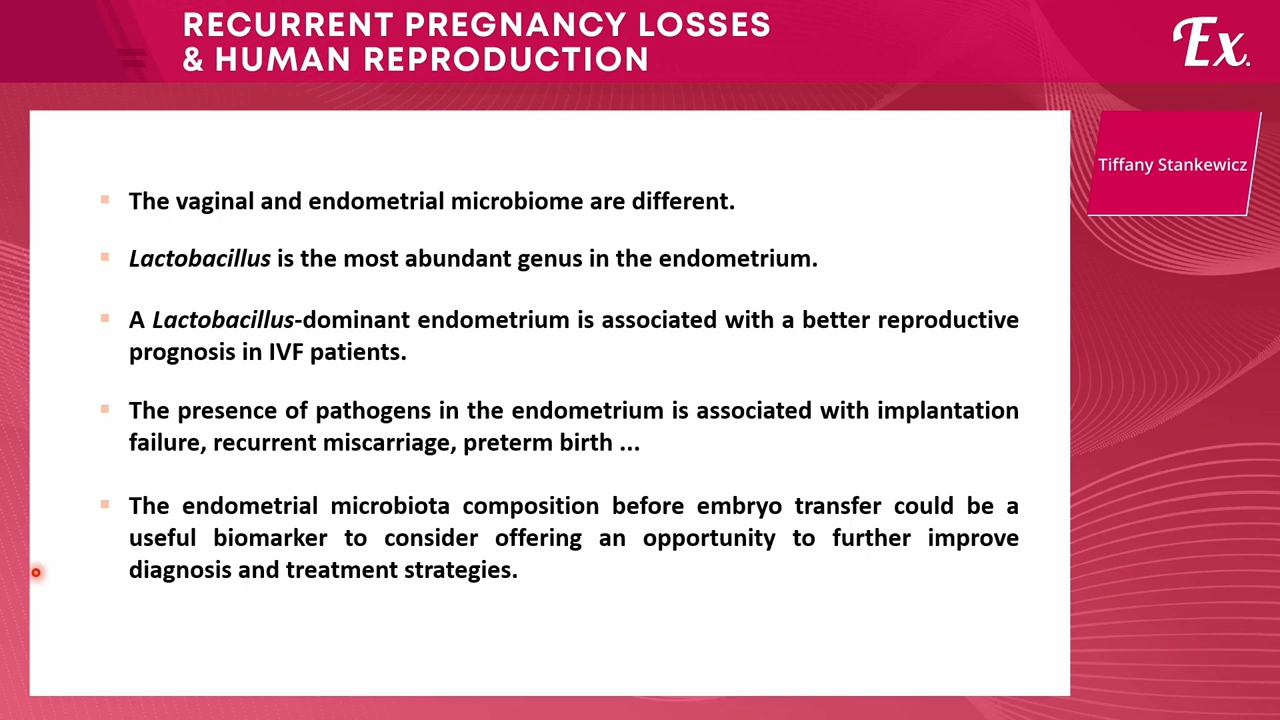 RECURRENT PREGNANCY LOSSES
& HUMAN REPRODUCTION
Ex.
Tiffany Stankewicz
▪ The vaginal and endometrial microbiome are different.
▪ Lactobacillus is the most abundant genus in the endometrium.
▪ A Lactobacillus-dominant endometrium is associated with a better reproductive
prognosis in IVF patients.
▪ The presence of pathogens in the endometrium is associated with implantation
failure, recurrent miscarriage, preterm birth ...
▪ The endometrial microbiota composition before embryo transfer could be a
useful biomarker to consider offering an opportunity to further improve
diagnosis and treatment strategies.